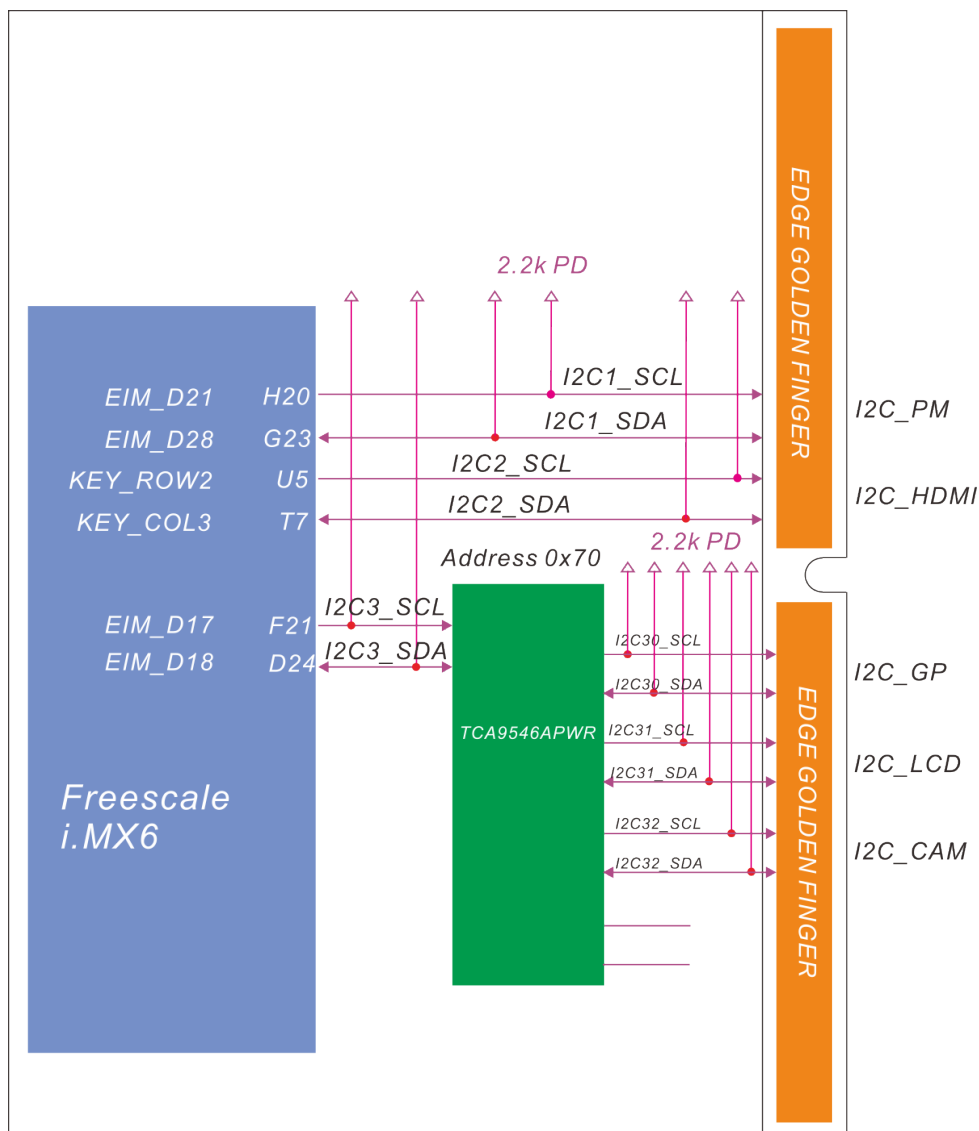 EDGE GOLDEN FINGER
2.2k PD
EIM_D21 H20 I2C1_SCL
I2C_PM
EIM_D28 G23 I2C1_SDA
KEY_ROW2 U5 I2C2_SCL
I2C_HDMI
KEY_COL3 T7 I2C2_SDA
2.2k PD
Address 0x70
EIM_D17 F21 I2C3_SCL
EIM_D18 D24 I2C3_SDA
I2C30_SCL
I2C_GP
I2C30_SDA
TCA9546APWR
I2C31_SCL
I2C_LCD
I2C31_SDA
I2C32_SCL
I2C_CAM
I2C32_SDA
EDGE GOLDEN FINGER
Freescale
i.MX6